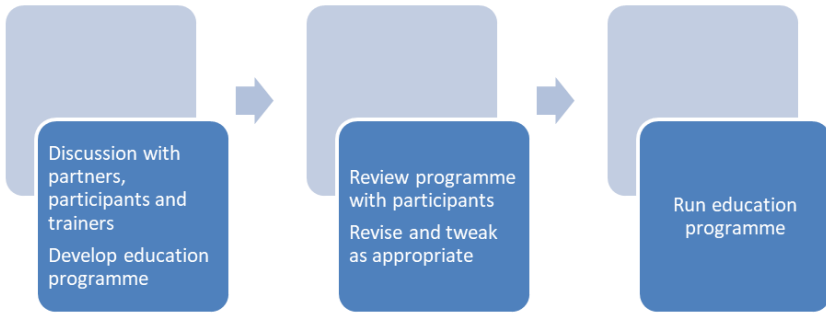 Discussion with
partners,
participants and
trainers
Develop education
programme
Review programme
with participants
Revise and tweak
as appropriate
Run education
programme